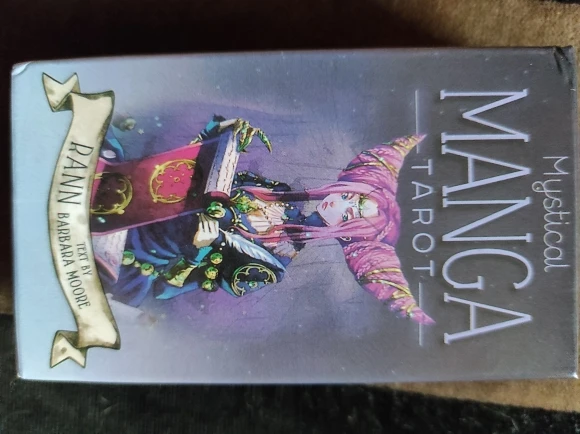 Mystical
MANGA
TAROT
RANN
TEXT BY
BARBARA MOORE